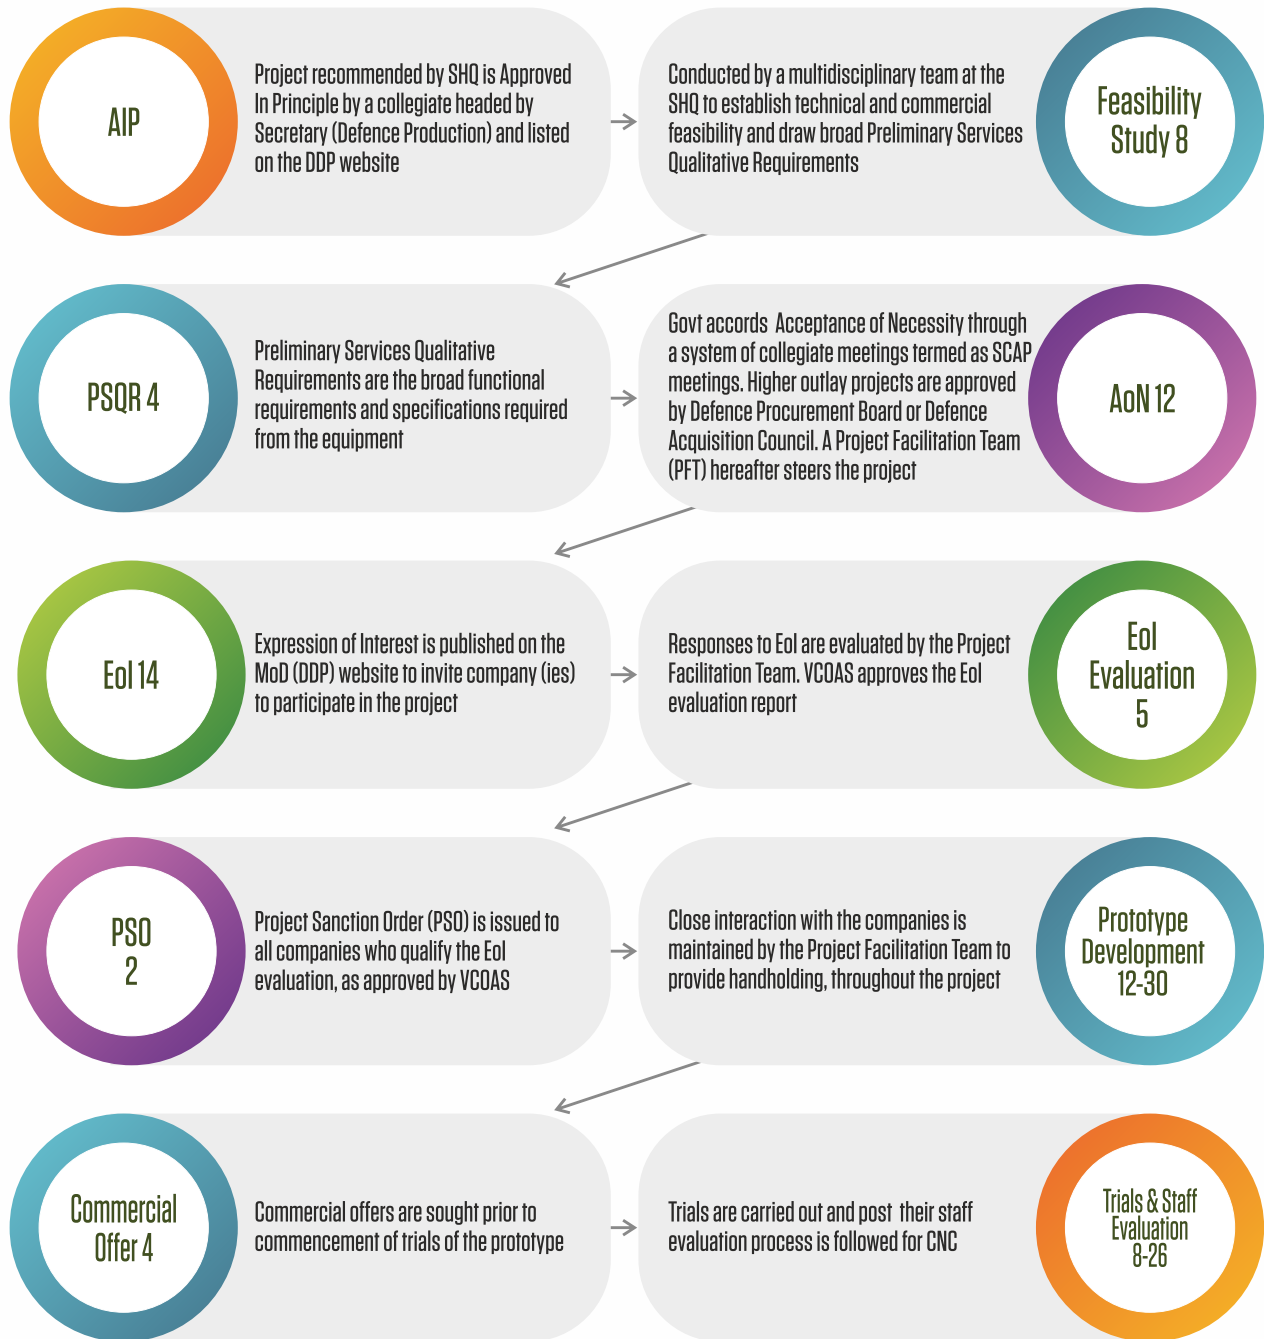 AIP
Project recommended by SHQ is Approved
In Principle by a collegiate headed by
Secretary (Defence Production) and listed
on the DDP website
Conducted by a multidisciplinary team at the
SHQ to establish technical and commercial
feasibility and draw broad Preliminary Services
Qualitative Requirements
Feasibility
Study 8
PSQR 4
Preliminary Services Qualitative
Requirements are the broad functional
requirements and specifications required
from the equipment
Govt accords Acceptance of Necessity through
a system of collegiate meetings termed as SCAP
meetings. Higher outlay projects are approved
by Defence Procurement Board or Defence
Acquisition Council. A Project Facilitation Team
(PFT) hereafter steers the project
AoN 12
EoI 14
Expression of Interest is published on the
MoD (DDP) website to invite company (ies)
to participate in the project
Responses to EoI are evaluated by the Project
Facilitation Team. VCOAS approves the EoI
evaluation report
EoI
Evaluation
5
PSO
2
Project Sanction Order (PSO) is issued to
all companies who qualify the EoI
evaluation, as approved by VCOAS
Close interaction with the companies is
maintained by the Project Facilitation Team to
provide handholding, throughout the project
Prototype
Development
12-30
Commercial
Offer 4
Commercial offers are sought prior to
commencement of trials of the prototype
Trials are carried out and post their staff
evaluation process is followed for CNC
Trials & Staff
Evaluation
8-26